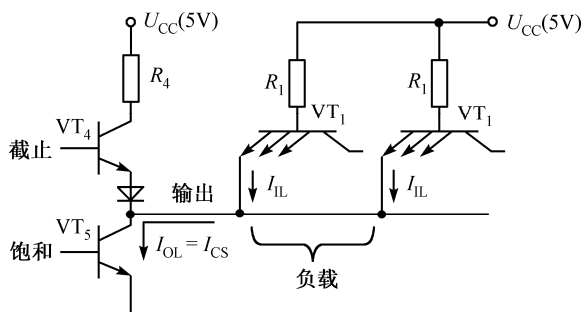 U_CC(5V)
U_CC(5V)
R_4
R_1
R_1
VT_4
VT_1
VT_1
截止
I_IL
I_IL
输出
VT_5
饱和
I_OL = I_CS
负载